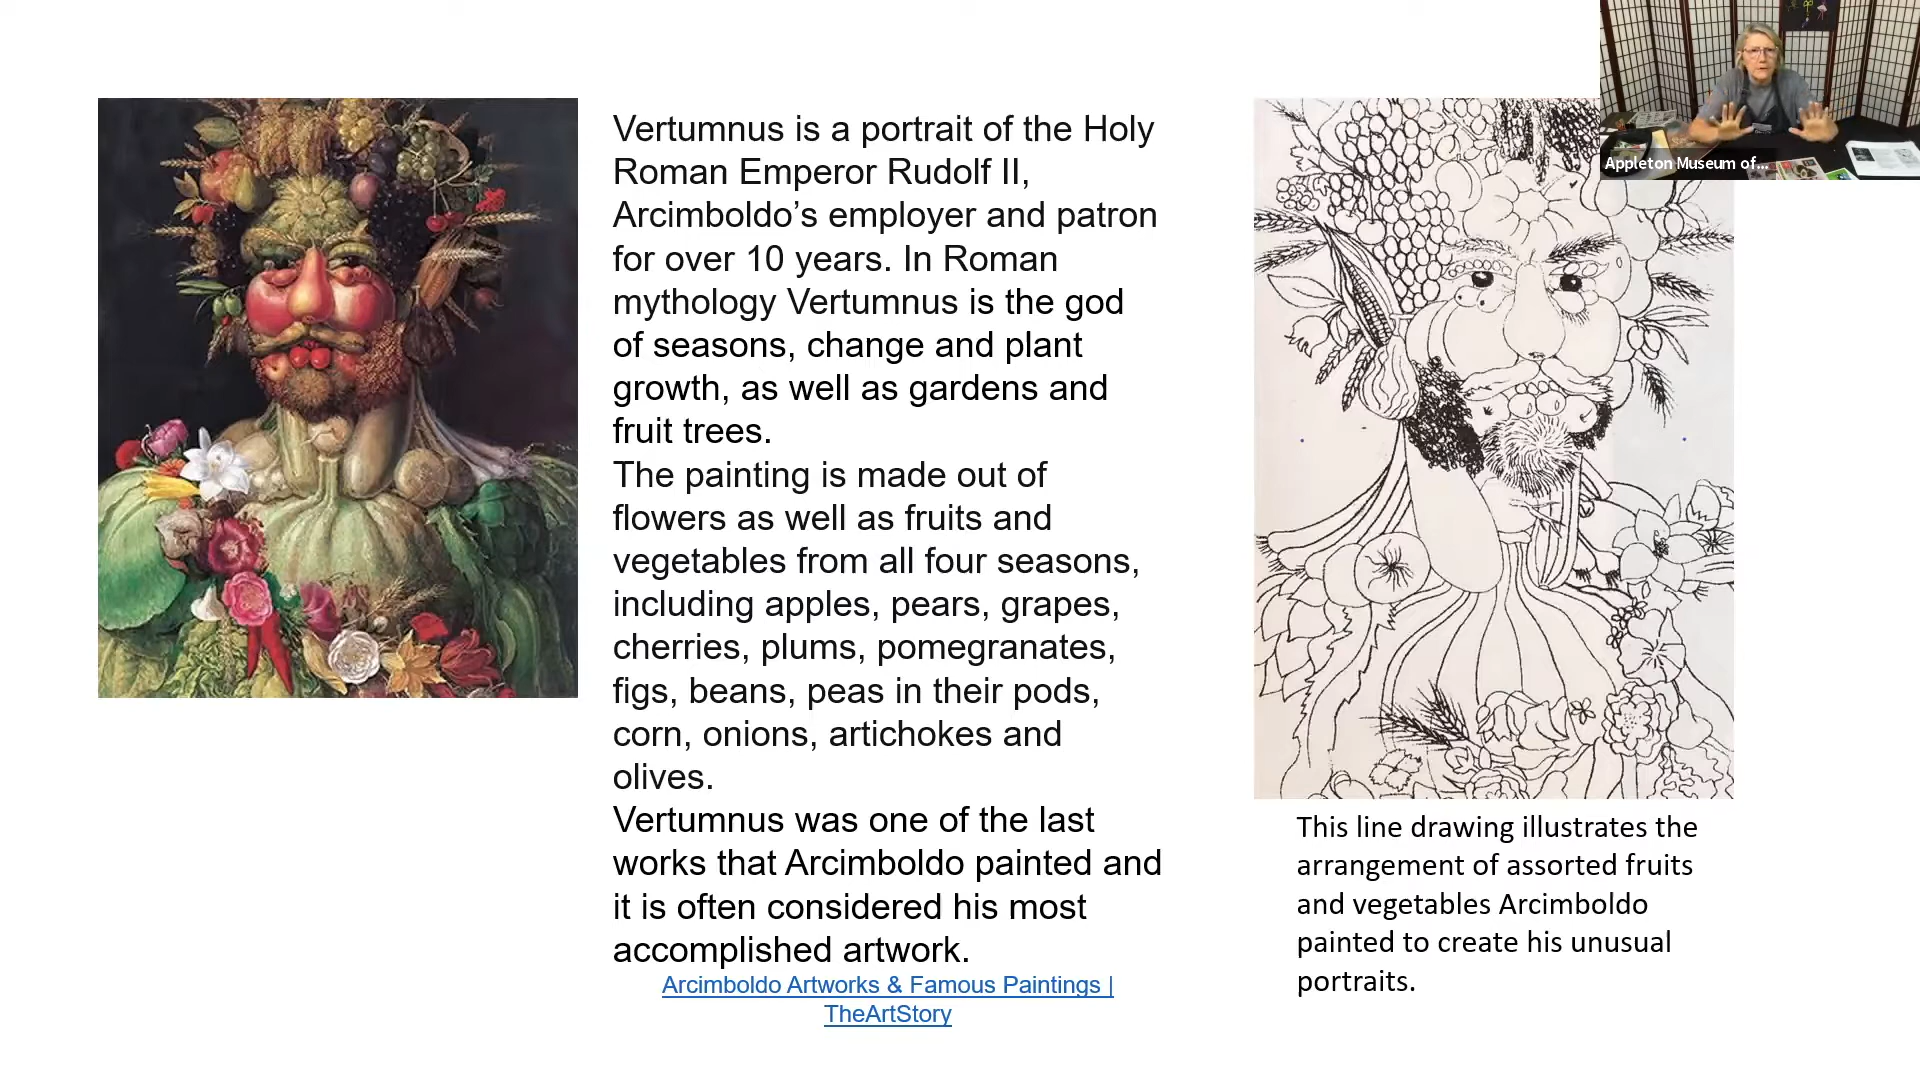 Vertumnus is a portrait of the Holy
Roman Emperor Rudolf II,
Arcimboldo’s employer and patron
for over 10 years. In Roman
mythology Vertumnus is the god
of seasons, change and plant
growth, as well as gardens and
fruit trees.
The painting is made out of
flowers as well as fruits and
vegetables from all four seasons,
including apples, pears, grapes,
cherries, plums, pomegranates,
figs, beans, peas in their pods,
corn, onions, artichokes and
olives.
Vertumnus was one of the last
works that Arcimboldo painted and
it is often considered his most
accomplished artwork.
Arcimboldo Artworks & Famous Paintings |
TheArtStory
Appleton Museum of...
This line drawing illustrates the
arrangement of assorted fruits
and vegetables Arcimboldo
painted to create his unusual
portraits.